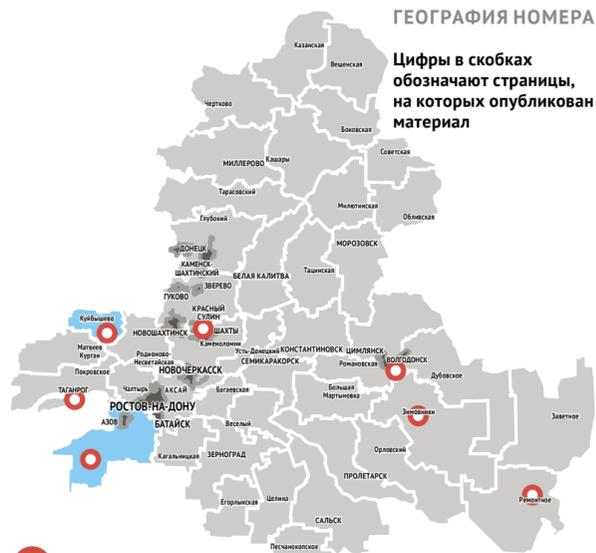 ГЕОГРАФИЯ НОМЕРА
Цифры в скобках
обозначают страницы,
на которых опубликован
материал
Казанская
Вешенская
Чертково
Боковская
Советская
МИЛЛЕРОВО
Кашары
Тарасовский
Милютинская
Обливская
Глубокий
МОРОЗОВСК
ДОНЕЦК
КАМЕНСК-
ШАХТИНСКИЙ
БЕЛАЯ КАЛИТВА
Тацинская
ЗВЕРЕВО
ГУКОВО
КРАСНЫЙ
СУЛИН
Куйбышево
НОВОШАХТИНСК
ШАХТЫ
Каменоломни
Матвеев
Курган
Родионово-
Несветайская
Усть-Донецкий
КОНСТАНТИНОВСК
ЦИМЛЯНСК
СЕМИКАРАКОРСК
Романовская
ВОЛГОДОНСК
Покровское
НОВОЧЕРКАССК
Дубовское
ТАГАНРОГ
Чалтырь
АКСАЙ
Багаевская
Большая
Мартыновка
РОСТОВ-НА-ДОНУ
Зимовники
Заветное
АЗОВ
БАТАЙСК
Веселый
Кагальницкая
ЗЕРНОГРАД
Орловский
ПРОЛЕТАРСК
Егорлыкская
Целина
Ремонтное
САЛЬСК
Песчанокопское